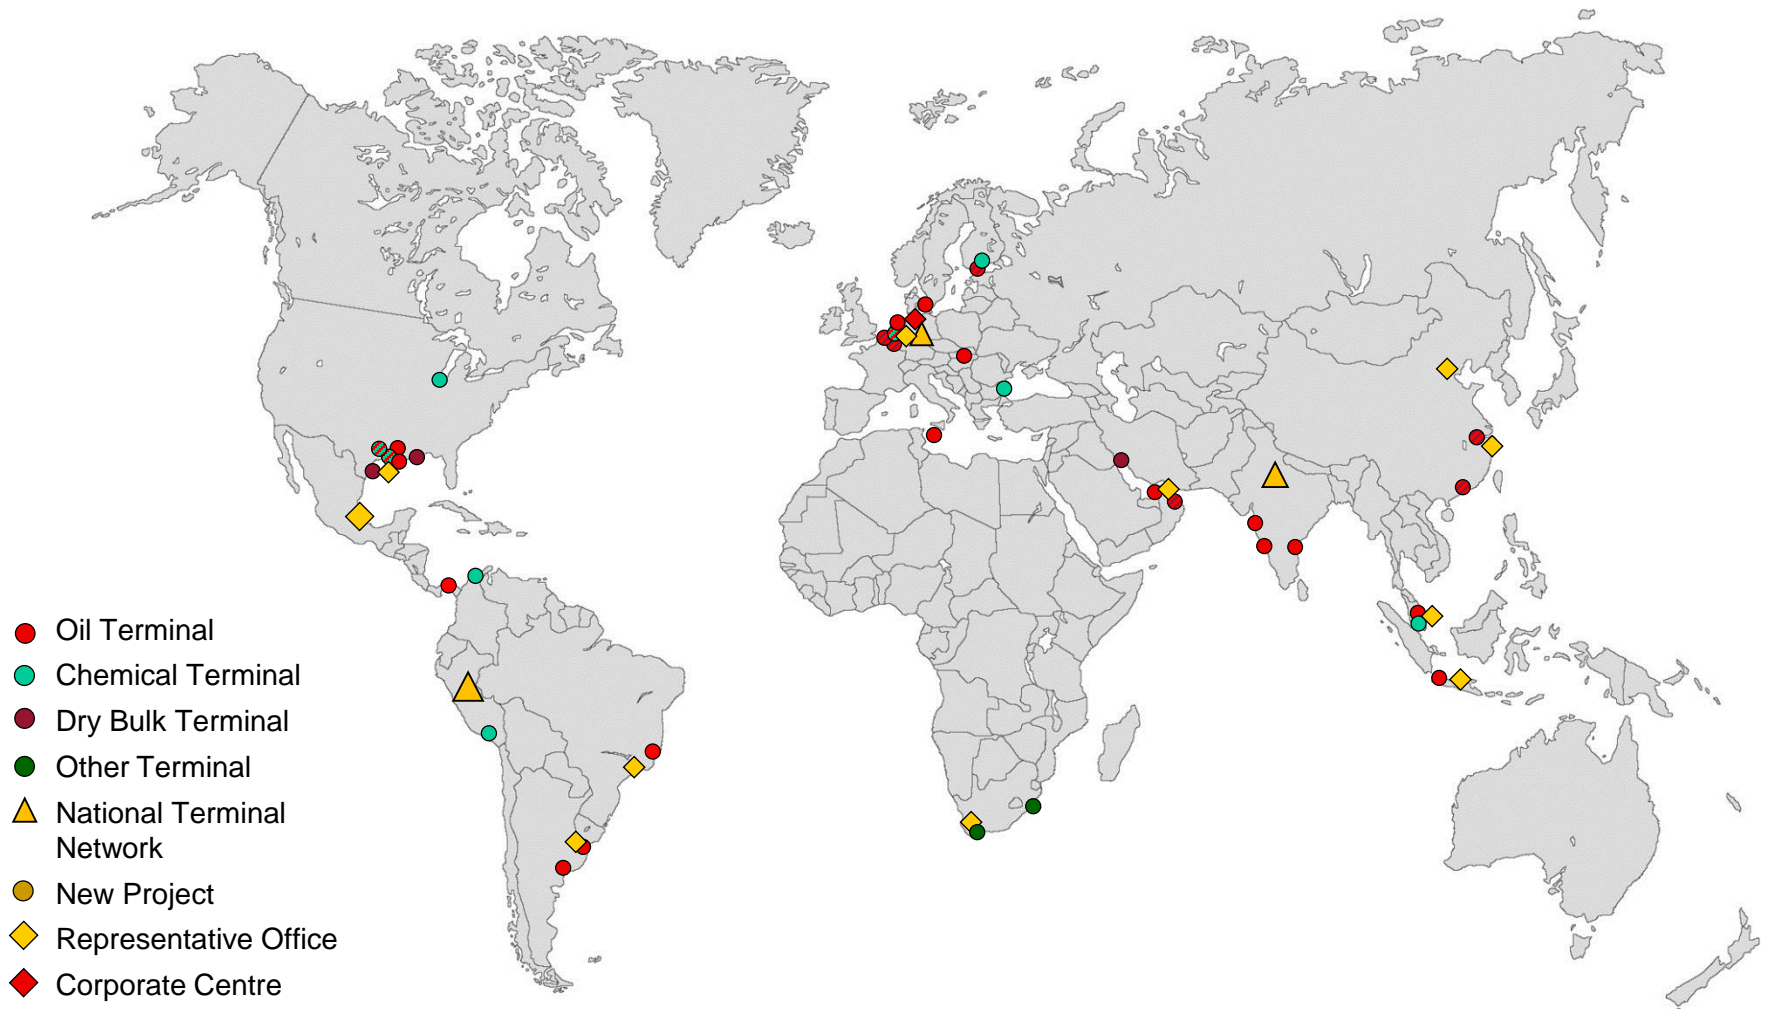 Oil Terminal
Chemical Terminal
Dry Bulk Terminal
Other Terminal
National Terminal
Network
New Project
Representative Office
Corporate Centre